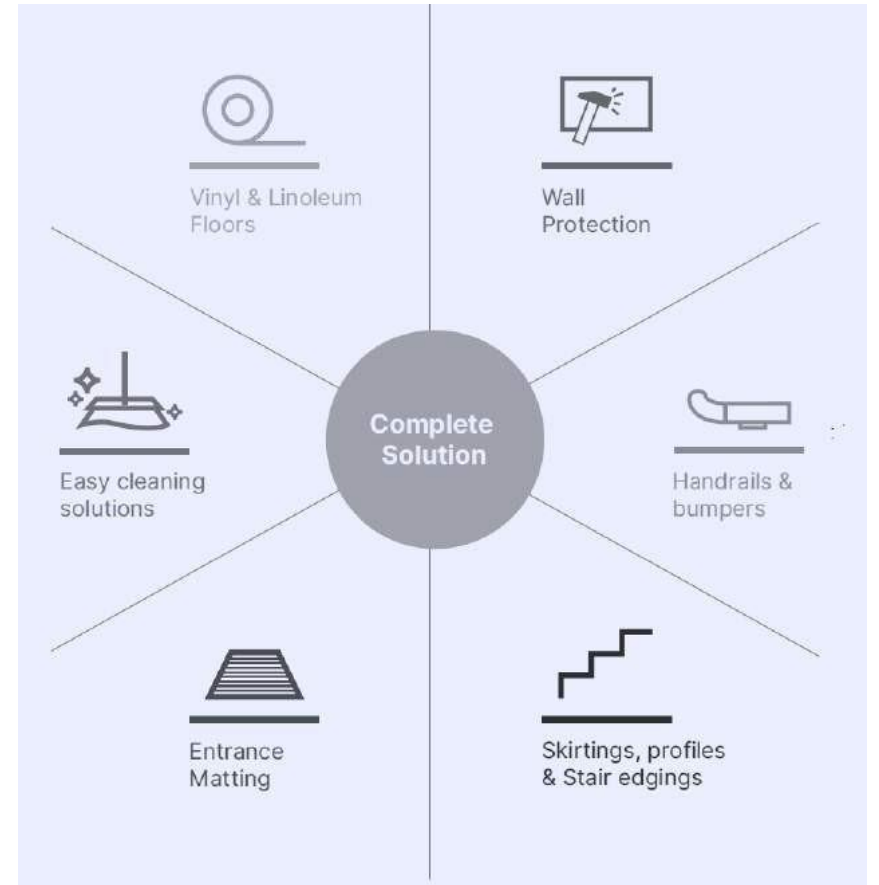 Vinyl & Linoleum
Floors
Wall
Protection
Complete
Solution
Easy cleaning
solutions
Handrails &
bumpers
Entrance
Matting
Skirtings, profiles
& Stair edgings